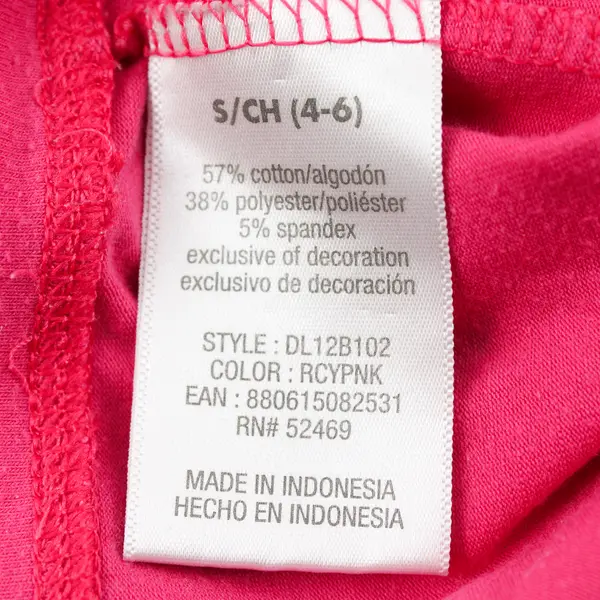 S/CH (4-6)
57% cotton/algodón
38% polyester/poliéster
5% spandex
exclusive of decoration
exclusivo de decoración
STYLE : DL12B102
COLOR : RCYPNK
EAN : 880615082531
RN# 52469
MADE IN INDONESIA
HECHO EN INDONESIA